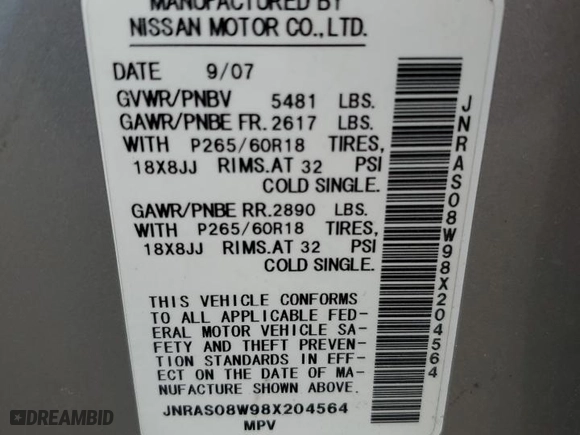 MANUFACTURED BY
NISSAN MOTOR CO.,LTD.
DATE 9/07
GVWR/PNBV 5481 LBS.
GAWR/PNBE FR. 2617 LBS.
WITH P265/60R18 TIRES,
18X8JJ RIMS.AT 32 PSI
COLD SINGLE.
GAWR/PNBE RR. 2890 LBS.
WITH P265/60R18 TIRES,
18X8JJ RIMS.AT 32 PSI
COLD SINGLE.
THIS VEHICLE CONFORMS
TO ALL APPLICABLE FED-
ERAL MOTOR VEHICLE SA-
FETY AND THEFT PREVEN-
TION STANDARDS IN EFF-
ECT ON THE DATE OF MA-
NUFACTURE SHOWN ABOVE.
JNRAS08W98X204564
MPV
JNRAS08W98X204564
DREAMBID